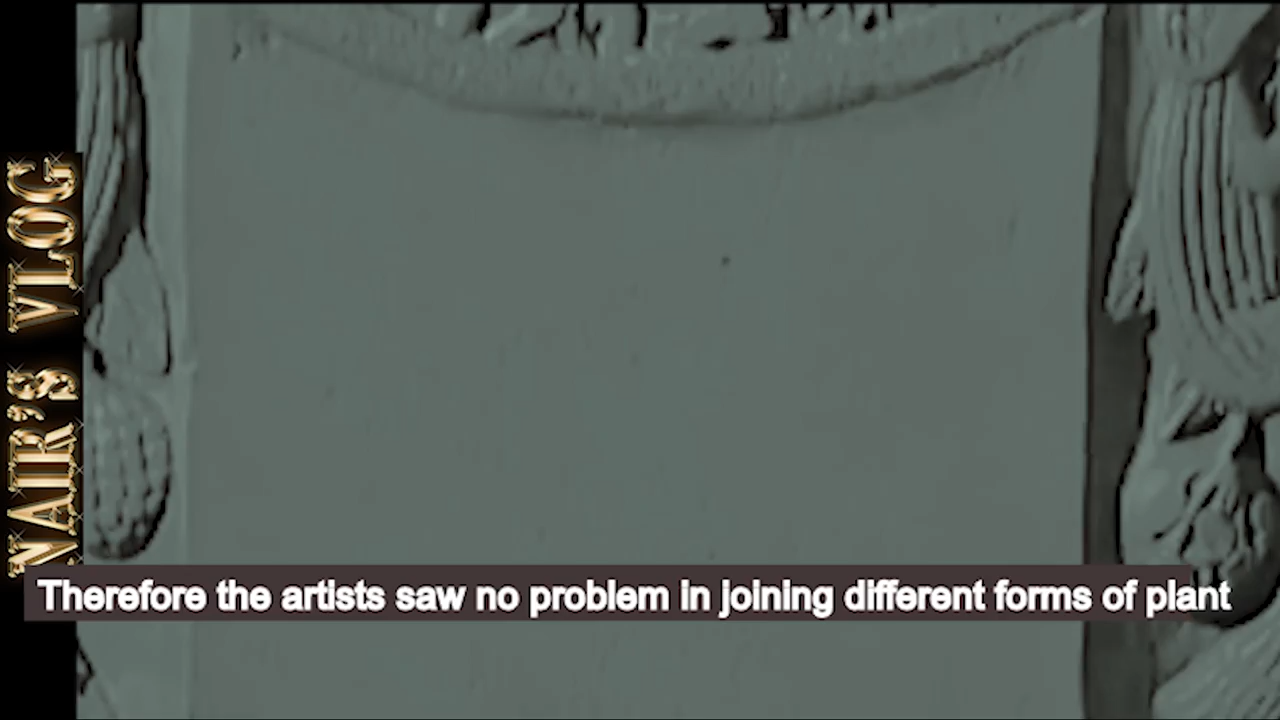 NAIR'S VLOG
Therefore the artists saw no problem in joining different forms of plant